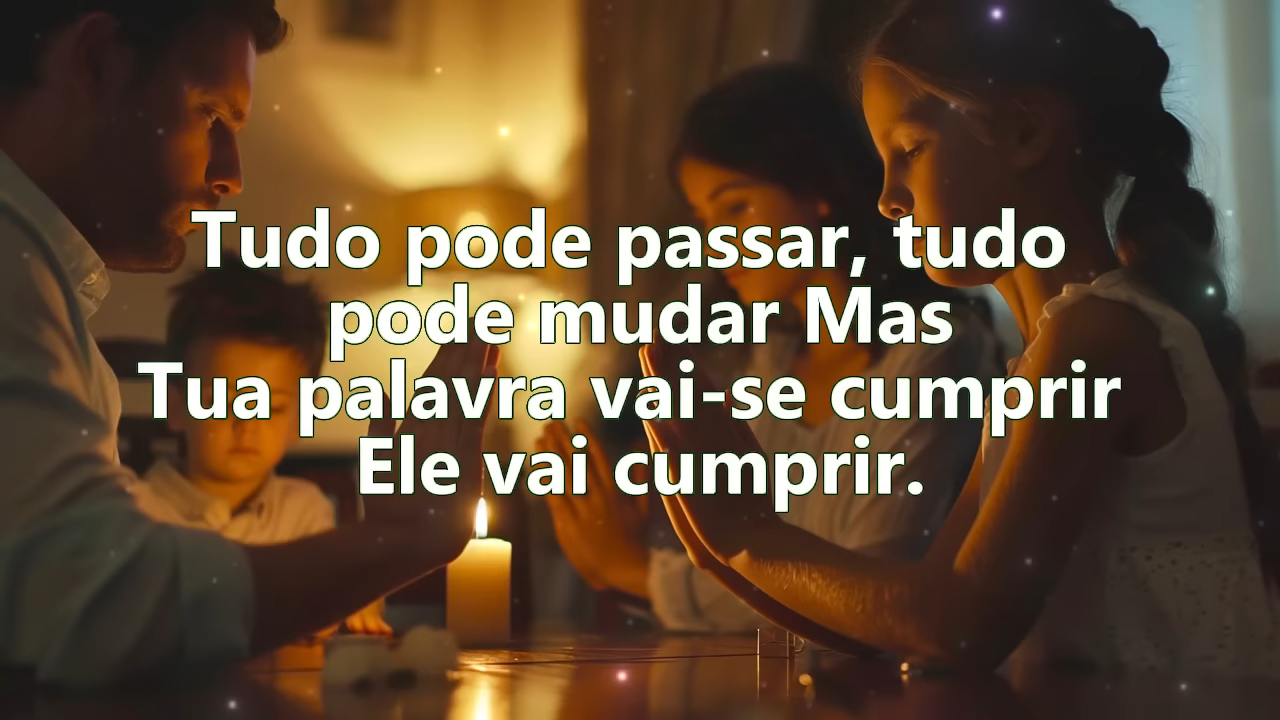 Tudo pode passar, tudo
pode mudar Mas
Tua palavra vai-se cumprir
Ele vai cumprir.